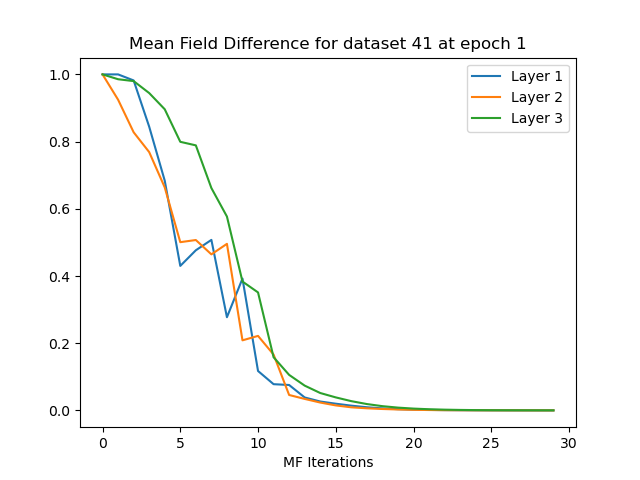 Mean Field Difference for dataset 41 at epoch 1
Layer 1
Layer 2
Layer 3
1.0
0.8
0.6
0.4
0.2
0.0
0 5 10 15 20 25 30
MF Iterations